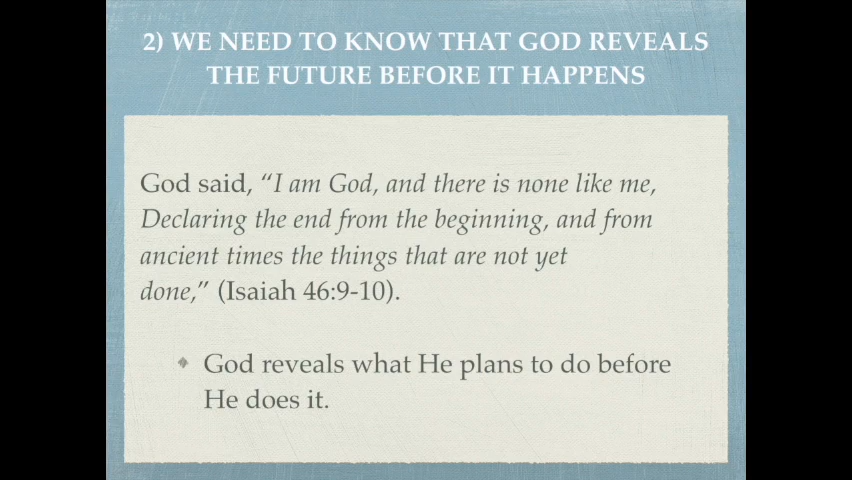 2) WE NEED TO KNOW THAT GOD REVEALS
THE FUTURE BEFORE IT HAPPENS
God said, “I am God, and there is none like me,
Declaring the end from the beginning, and from
ancient times the things that are not yet
done,” (Isaiah 46:9-10).
God reveals what He plans to do before
He does it.